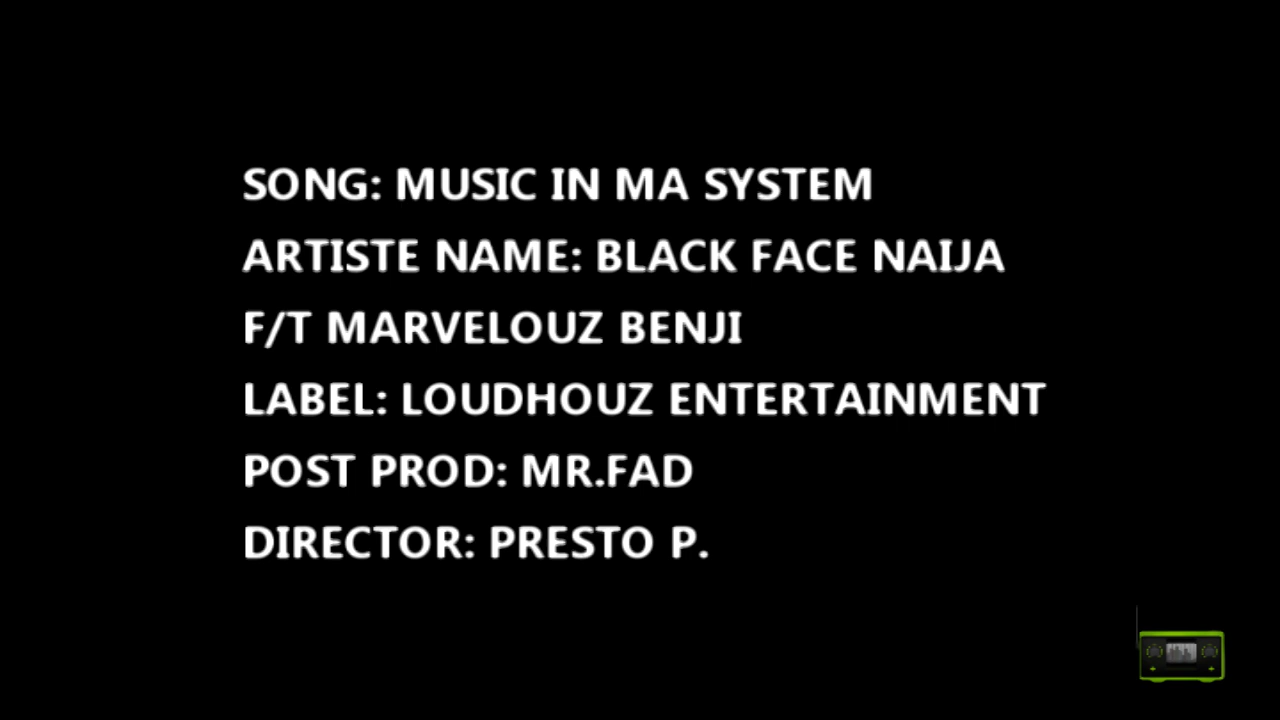 SONG: MUSIC IN MA SYSTEM
ARTISTE NAME: BLACK FACE NAIJA
F/T MARVELOUZ BENJI
LABEL: LOUDHOUZ ENTERTAINMENT
POST PROD: MR.FAD
DIRECTOR: PRESTO P.